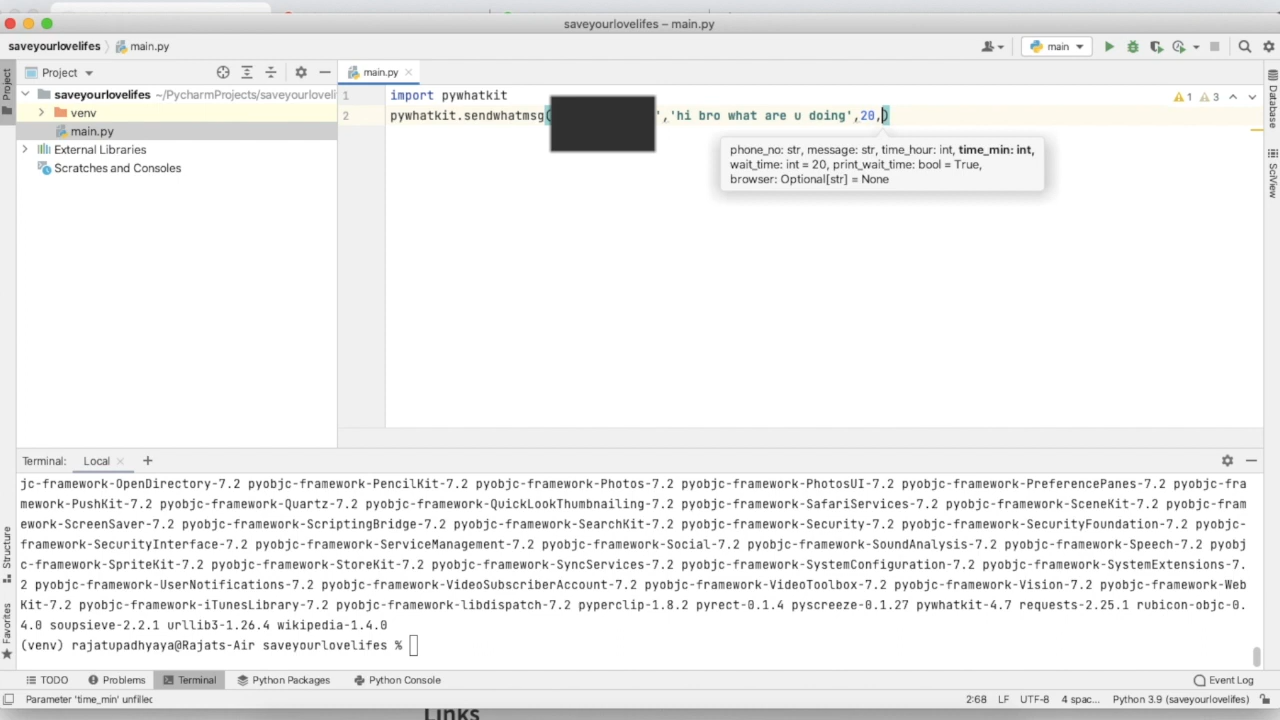 saveyourlovelifes – main.py
saveyourlovelifes 〉 main.py
main
Project
main.py
saveyourlovelifes ~/PycharmProjects/saveyourlovelif
venv
main.py
External Libraries
Scratches and Consoles
Project
Structure
Favorites
1 import pywhatkit
2 pywhatkit.sendwhatmsg( ','hi bro what are u doing',20,)
1 3
phone_no: str, message: str, time_hour: int, time_min: int,
wait_time: int = 20, print_wait_time: bool = True,
browser: Optional[str] = None
Database
SciView
Terminal: Local × +
jc-framework-OpenDirectory-7.2 pyobjc-framework-PencilKit-7.2 pyobjc-framework-Photos-7.2 pyobjc-framework-PhotosUI-7.2 pyobjc-framework-PreferencePanes-7.2 pyobjc-fra
mework-PushKit-7.2 pyobjc-framework-Quartz-7.2 pyobjc-framework-QuickLookThumbnailing-7.2 pyobjc-framework-SafariServices-7.2 pyobjc-framework-SceneKit-7.2 pyobjc-fram
ework-ScreenSaver-7.2 pyobjc-framework-ScriptingBridge-7.2 pyobjc-framework-SearchKit-7.2 pyobjc-framework-Security-7.2 pyobjc-framework-SecurityFoundation-7.2 pyobjc-
framework-SecurityInterface-7.2 pyobjc-framework-ServiceManagement-7.2 pyobjc-framework-Social-7.2 pyobjc-framework-SoundAnalysis-7.2 pyobjc-framework-Speech-7.2 pyobj
c-framework-SpriteKit-7.2 pyobjc-framework-StoreKit-7.2 pyobjc-framework-SyncServices-7.2 pyobjc-framework-SystemConfiguration-7.2 pyobjc-framework-SystemExtensions-7.
2 pyobjc-framework-UserNotifications-7.2 pyobjc-framework-VideoSubscriberAccount-7.2 pyobjc-framework-VideoToolbox-7.2 pyobjc-framework-Vision-7.2 pyobjc-framework-Web
Kit-7.2 pyobjc-framework-iTunesLibrary-7.2 pyobjc-framework-libdispatch-7.2 pyperclip-1.8.2 pyrect-0.1.4 pyscreeze-0.1.27 pywhatkit-4.7 requests-2.25.1 rubicon-objc-0.
4.0 soupsieve-2.2.1 urllib3-1.26.4 wikipedia-1.4.0
(venv) rajatupadhyaya@Rajats-Air saveyourlovelifes %
TODO Problems Terminal Python Packages Python Console Event Log
Parameter 'time_min' unfilled 2:68 LF UTF-8 4 spac... Python 3.9 (saveyourlovelifes)
Links